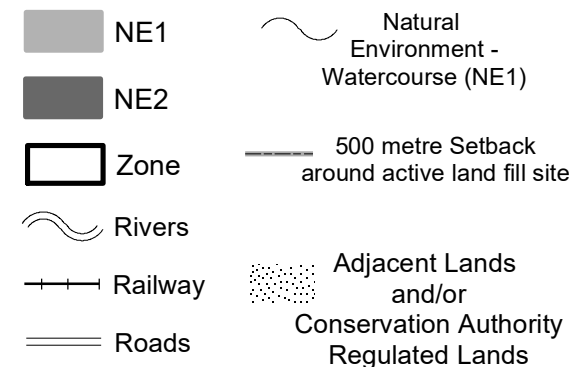 NE1
NE2
Zone
Rivers
Railway
Roads
Natural
Environment -
Watercourse (NE1)
500 metre Setback
around active land fill site
Adjacent Lands
and/or
Conservation Authority
Regulated Lands